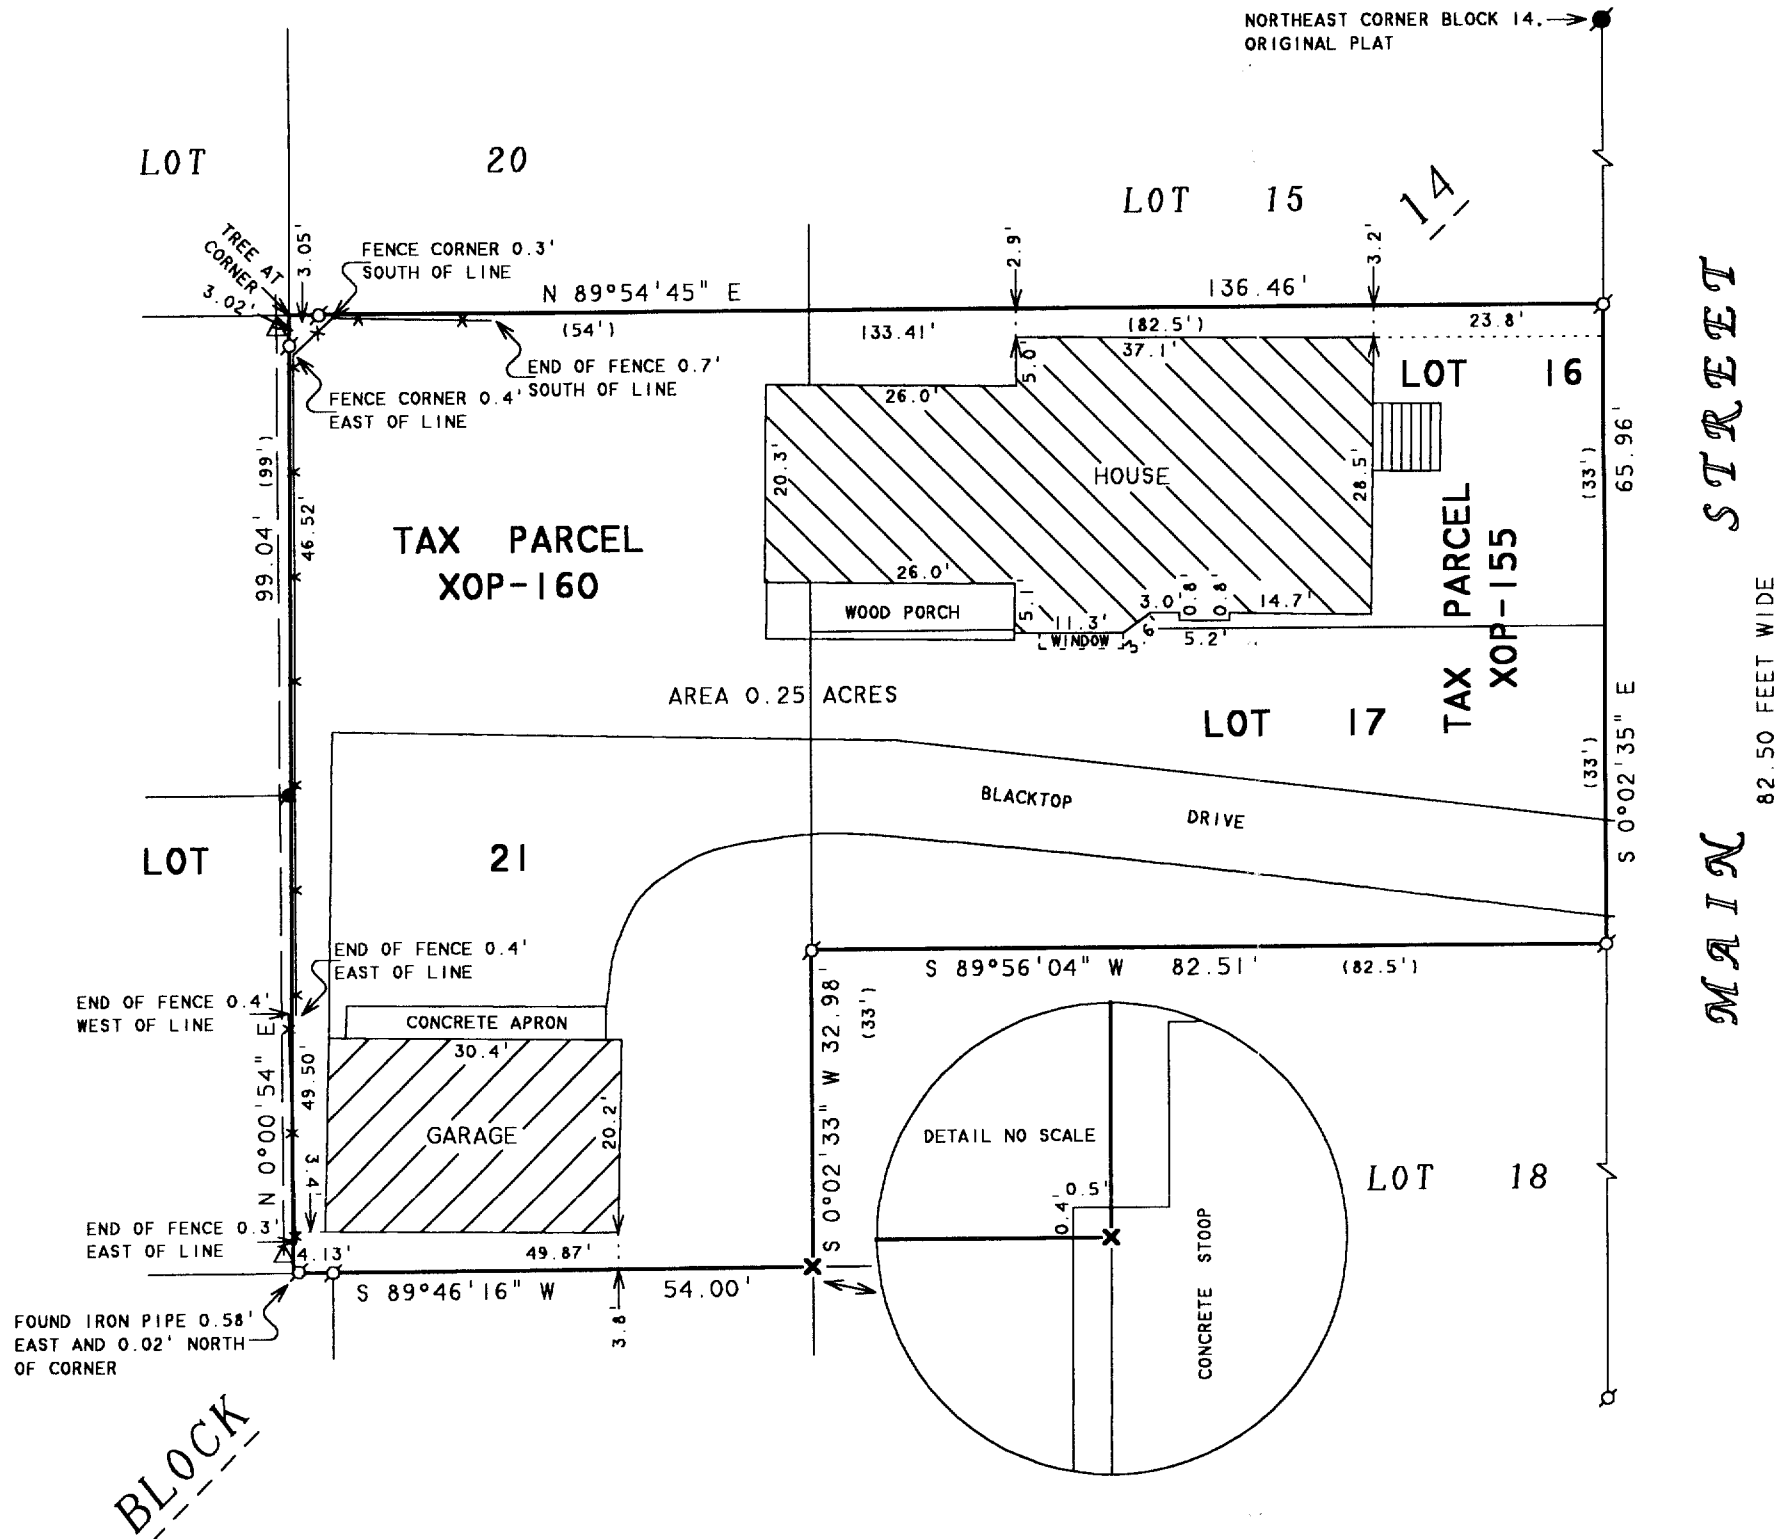 NORTHEAST CORNER BLOCK 14.
ORIGINAL PLAT
LOT 20
LOT 15
14
TREE AT
CORNER
3.02'
3.05'
FENCE CORNER 0.3'
SOUTH OF LINE
N 89°54'45" E
136.46'
2.9'
3.2'
(54')
133.41'
(82.5')
23.8'
END OF FENCE 0.7'
SOUTH OF LINE
FENCE CORNER 0.4'
EAST OF LINE
5.0'
37.1'
26.0'
LOT 16
20.3'
HOUSE
28.5'
99.04' (99')
46.52'
TAX PARCEL
XOP-160
TAX PARCEL
XOP-155
(33')
65.96'
26.0'
WOOD PORCH
5.1'
11.3'
WINDOW
3.6'
3.0'
0.8'
0.8'
14.7'
5.2'
AREA 0.25 ACRES
LOT 17
(33')
S 0°02'35" E
MAIN STREET
82.50 FEET WIDE
BLACKTOP DRIVE
LOT 21
END OF FENCE 0.4'
EAST OF LINE
END OF FENCE 0.4'
WEST OF LINE
S 89°56'04" W 82.51' (82.5')
CONCRETE APRON
30.4'
GARAGE
20.2'
N 0°00'54" E
49.50'
3.4'
S 0°02'33" W 32.98'
(33')
DETAIL NO SCALE
0.5'
0.4'
CONCRETE STOOP
LOT 18
END OF FENCE 0.3'
EAST OF LINE
4.13'
49.87'
S 89°46'16" W 54.00'
3.8'
FOUND IRON PIPE 0.58'
EAST AND 0.02' NORTH
OF CORNER
BLOCK